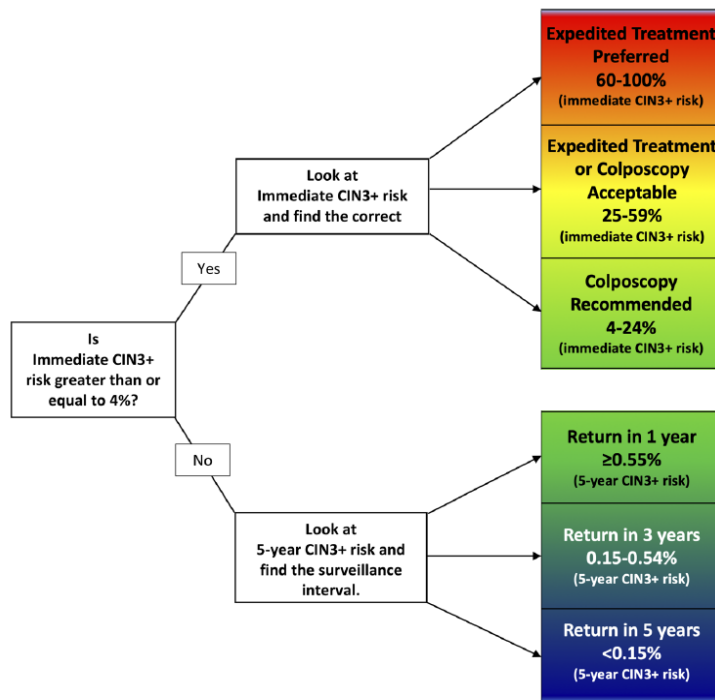 Is
Immediate CIN3+
risk greater than or
equal to 4%?
Yes
Look at
Immediate CIN3+ risk
and find the correct
Expedited Treatment
Preferred
60-100%
(immediate CIN3+ risk)
Expedited Treatment
or Colposcopy
Acceptable
25-59%
(immediate CIN3+ risk)
Colposcopy
Recommended
4-24%
(immediate CIN3+ risk)
No
Look at
5-year CIN3+ risk and
find the surveillance
interval.
Return in 1 year
≥0.55%
(5-year CIN3+ risk)
Return in 3 years
0.15-0.54%
(5-year CIN3+ risk)
Return in 5 years
<0.15%
(5-year CIN3+ risk)